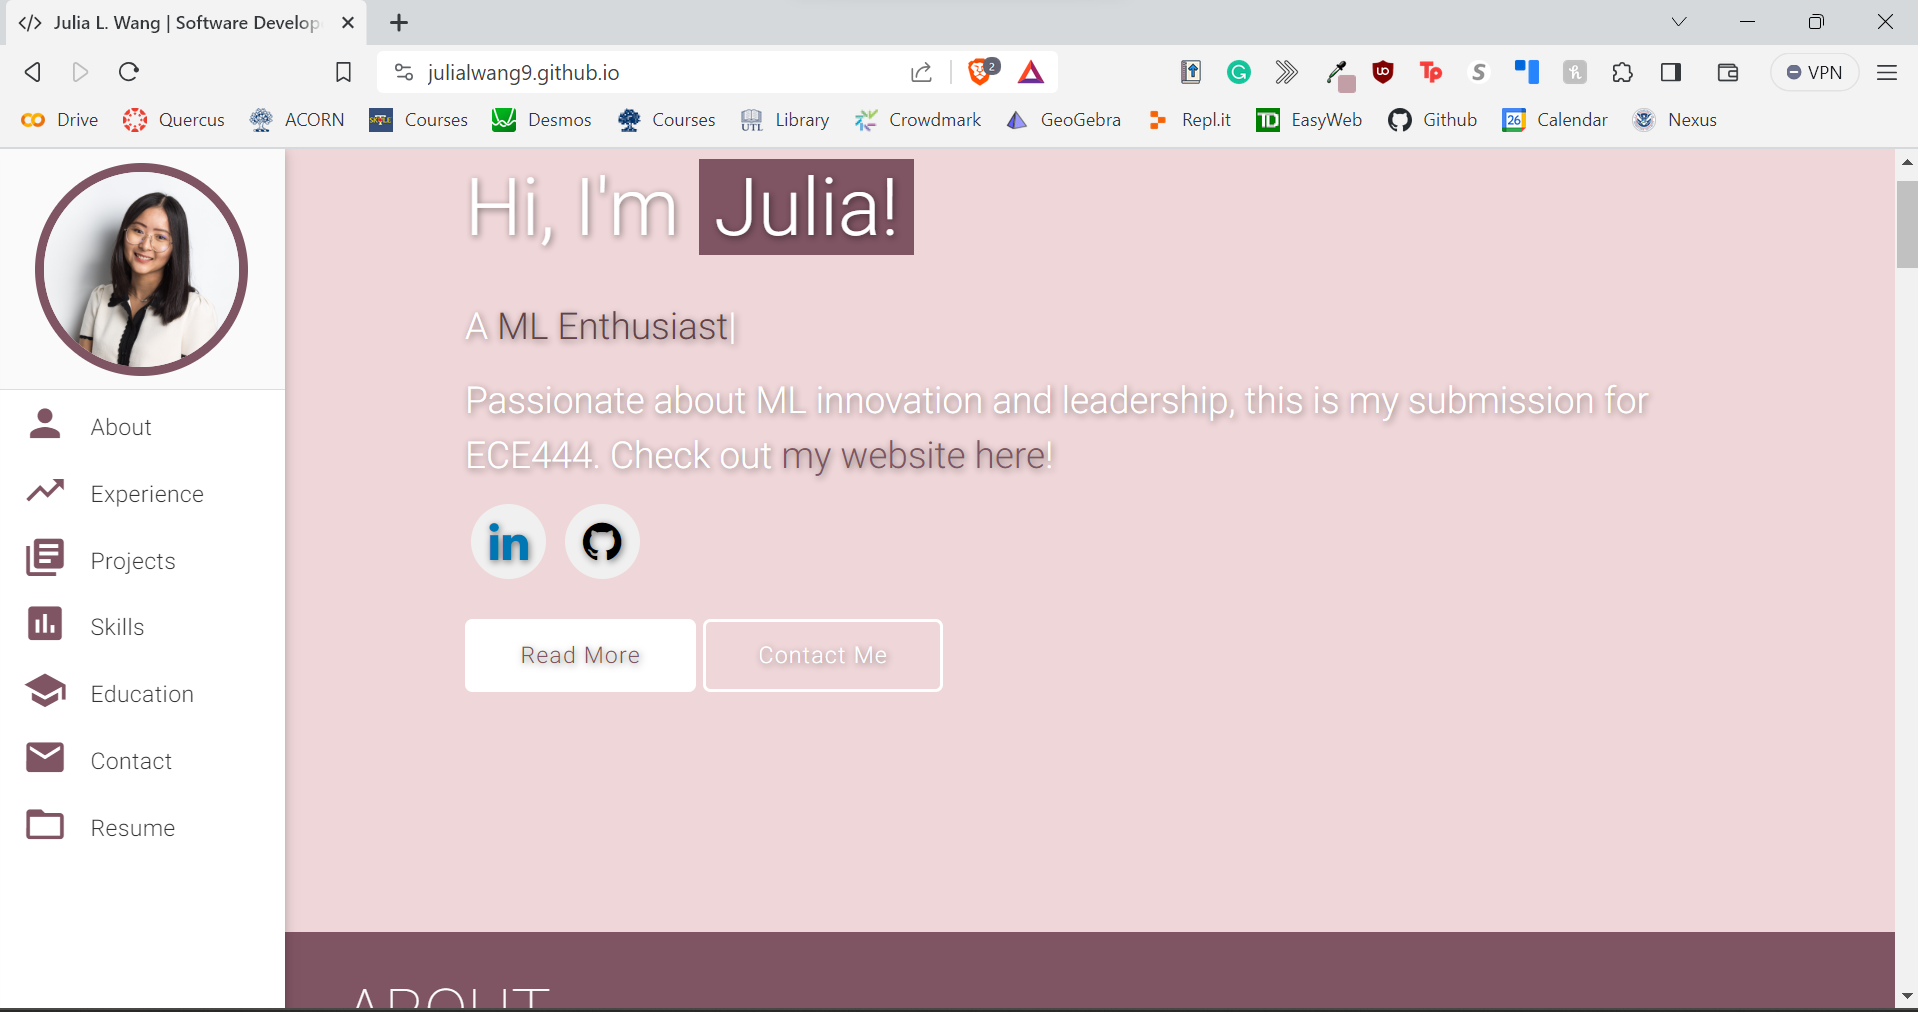 </> Julia L. Wang | Software Develop
julialwang9.github.io
2
VPN
Drive Quercus ACORN Courses Desmos Courses Library Crowdmark GeoGebra Repl.it EasyWeb Github Calendar Nexus
Hi, I'm Julia!
A ML Enthusiast|
Passionate about ML innovation and leadership, this is my submission for
ECE444. Check out my website here!
in
Read More
Contact Me
About
Experience
Projects
Skills
Education
Contact
Resume
ABOUT